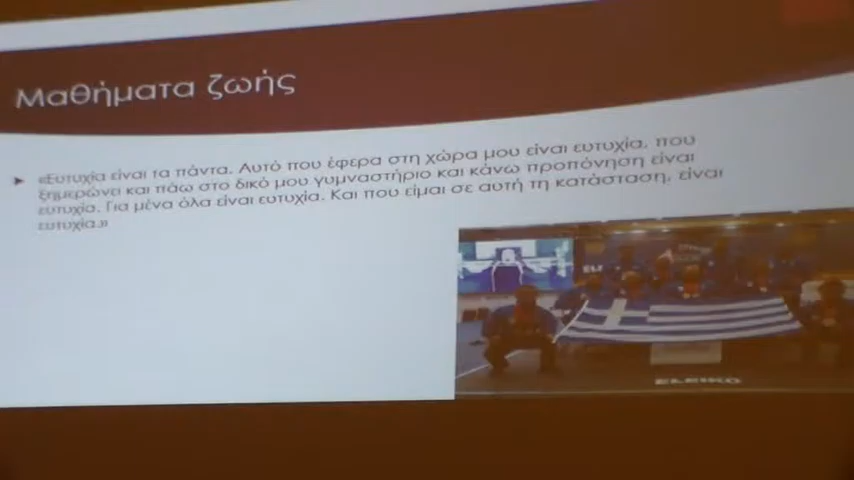 Μαθήματα ζωής
«Ευτυχία είναι τα πάντα. Αυτό που έφερα στη χώρα μου είναι ευτυχία, που
ξημερώνει και πάω στο δικό μου γυμναστήριο και κάνω προπόνηση είναι
ευτυχία. Για μένα όλα είναι ευτυχία. Και που είμαι σε αυτή τη κατάσταση, είναι
ευτυχία.»
ELEIKO